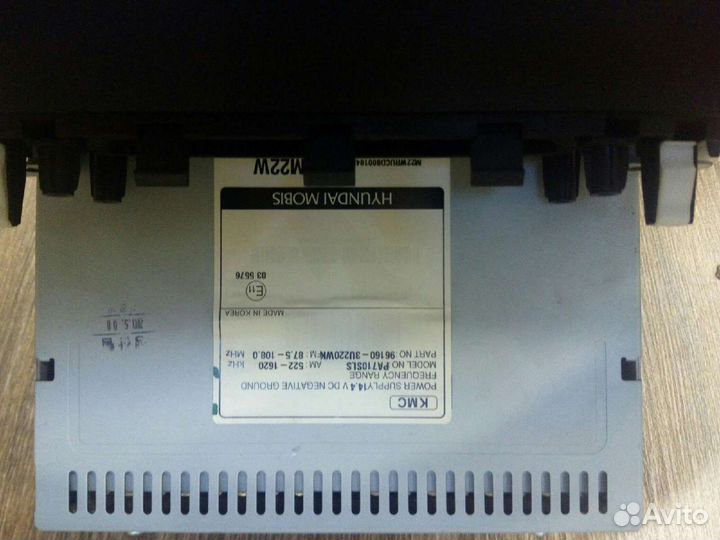 KMC
POWER SUPPLY14.4 V DC NEGATIVE GROUND
FREQUENCY RANGE
MODEL NO. PA710SLS AM: 522-1620 kHz
PART NO. 96160-3U220WK FM: 87.5-108.0 MHz
MADE IN KOREA
E11
03 5576
HYUNDAI MOBIS
M22W
Avito